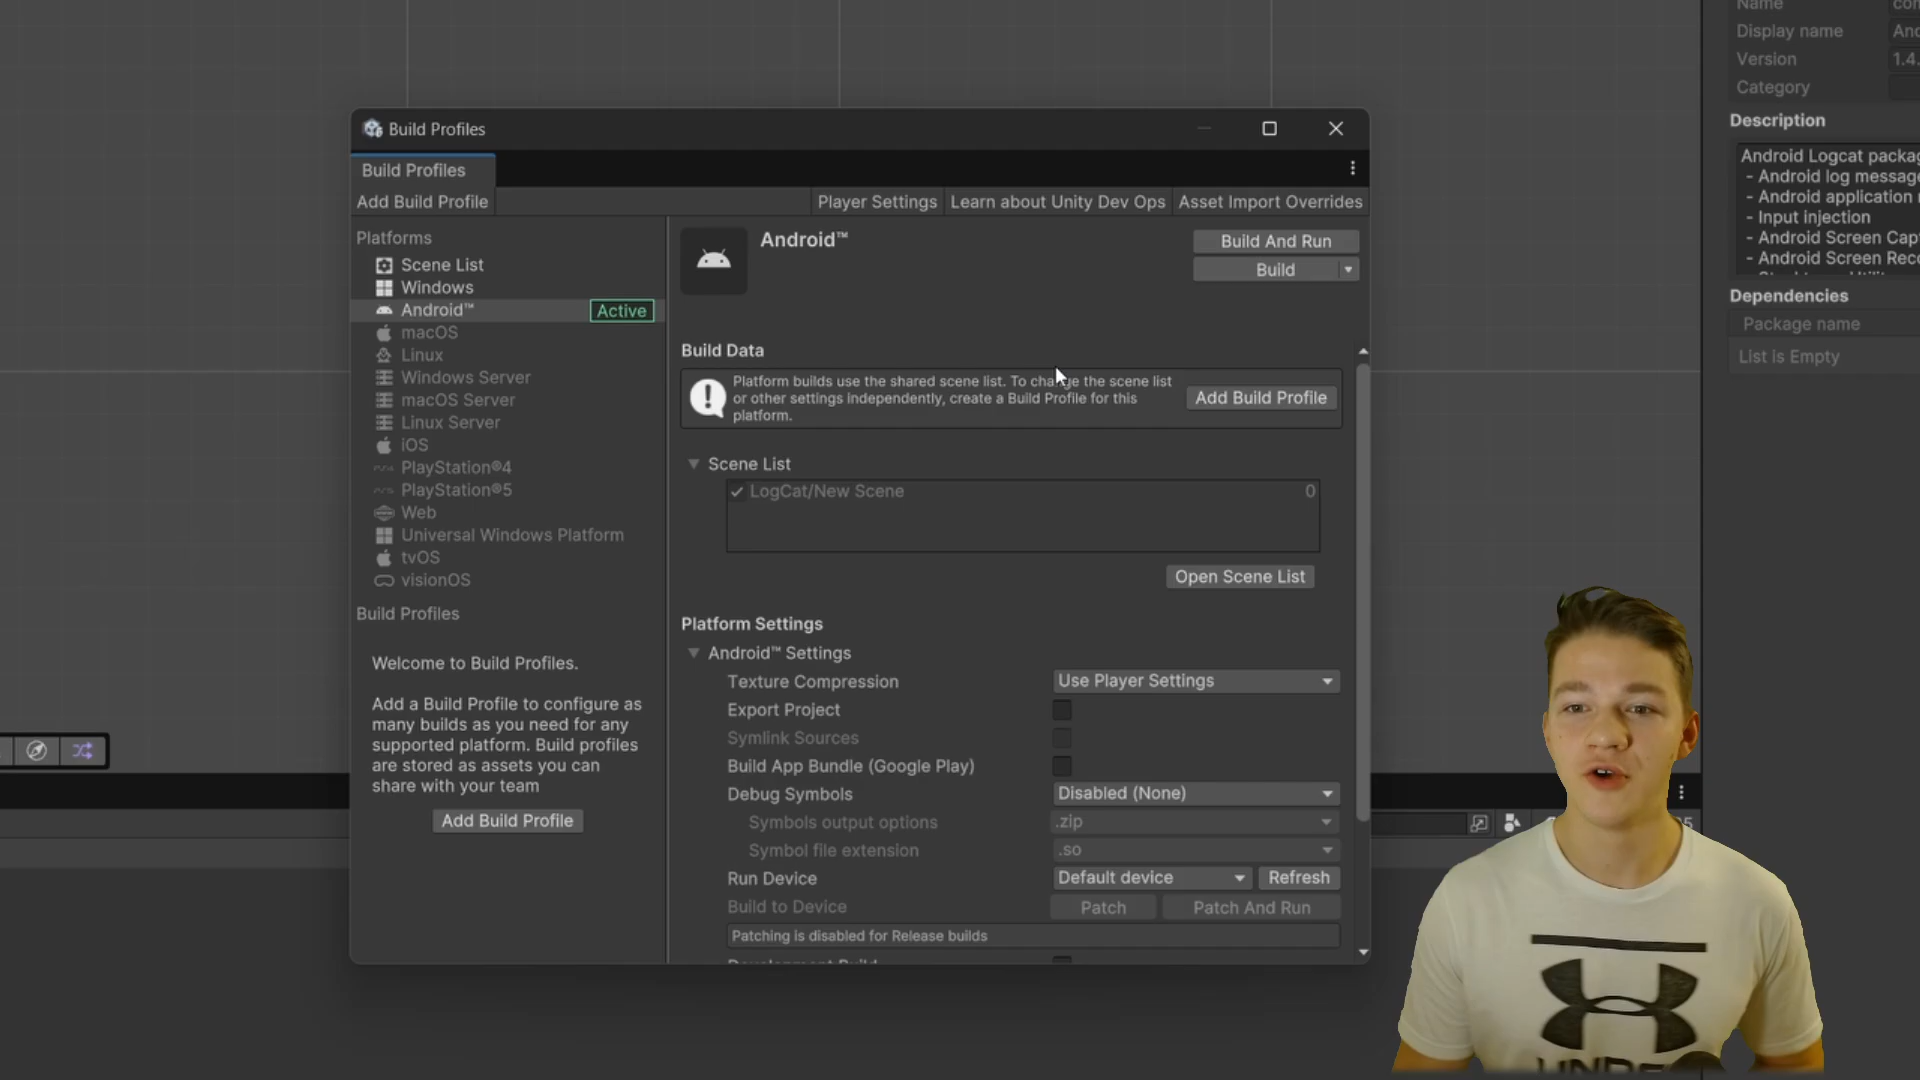 Build Profiles
Build Profiles
Add Build Profile
Player Settings
Learn about Unity Dev Ops
Asset Import Overrides
Platforms
Scene List
Windows
Android™
Active
macOS
Linux
Windows Server
macOS Server
Linux Server
iOS
PlayStation®4
PlayStation®5
Web
Universal Windows Platform
tvOS
visionOS
Build Profiles
Welcome to Build Profiles.
Add a Build Profile to configure as
many builds as you need for any
supported platform. Build profiles
are stored as assets you can
share with your team
Add Build Profile
Android™
Build And Run
Build
Build Data
Platform builds use the shared scene list. To change the scene list
or other settings independently, create a Build Profile for this
platform.
Add Build Profile
Scene List
LogCat/New Scene 0
Open Scene List
Platform Settings
Android™ Settings
Texture Compression Use Player Settings
Export Project
Symlink Sources
Build App Bundle (Google Play)
Debug Symbols Disabled (None)
Symbols output options .zip
Symbol file extension .so
Run Device Default device Refresh
Build to Device Patch Patch And Run
Patching is disabled for Release builds
Development Build
Name
Display name
Version 1.4.
Category
Description
Android Logcat
- Android log
- Android application
- Input injection
- Android Screen
- Android Screen
Dependencies
Package name
List is Empty